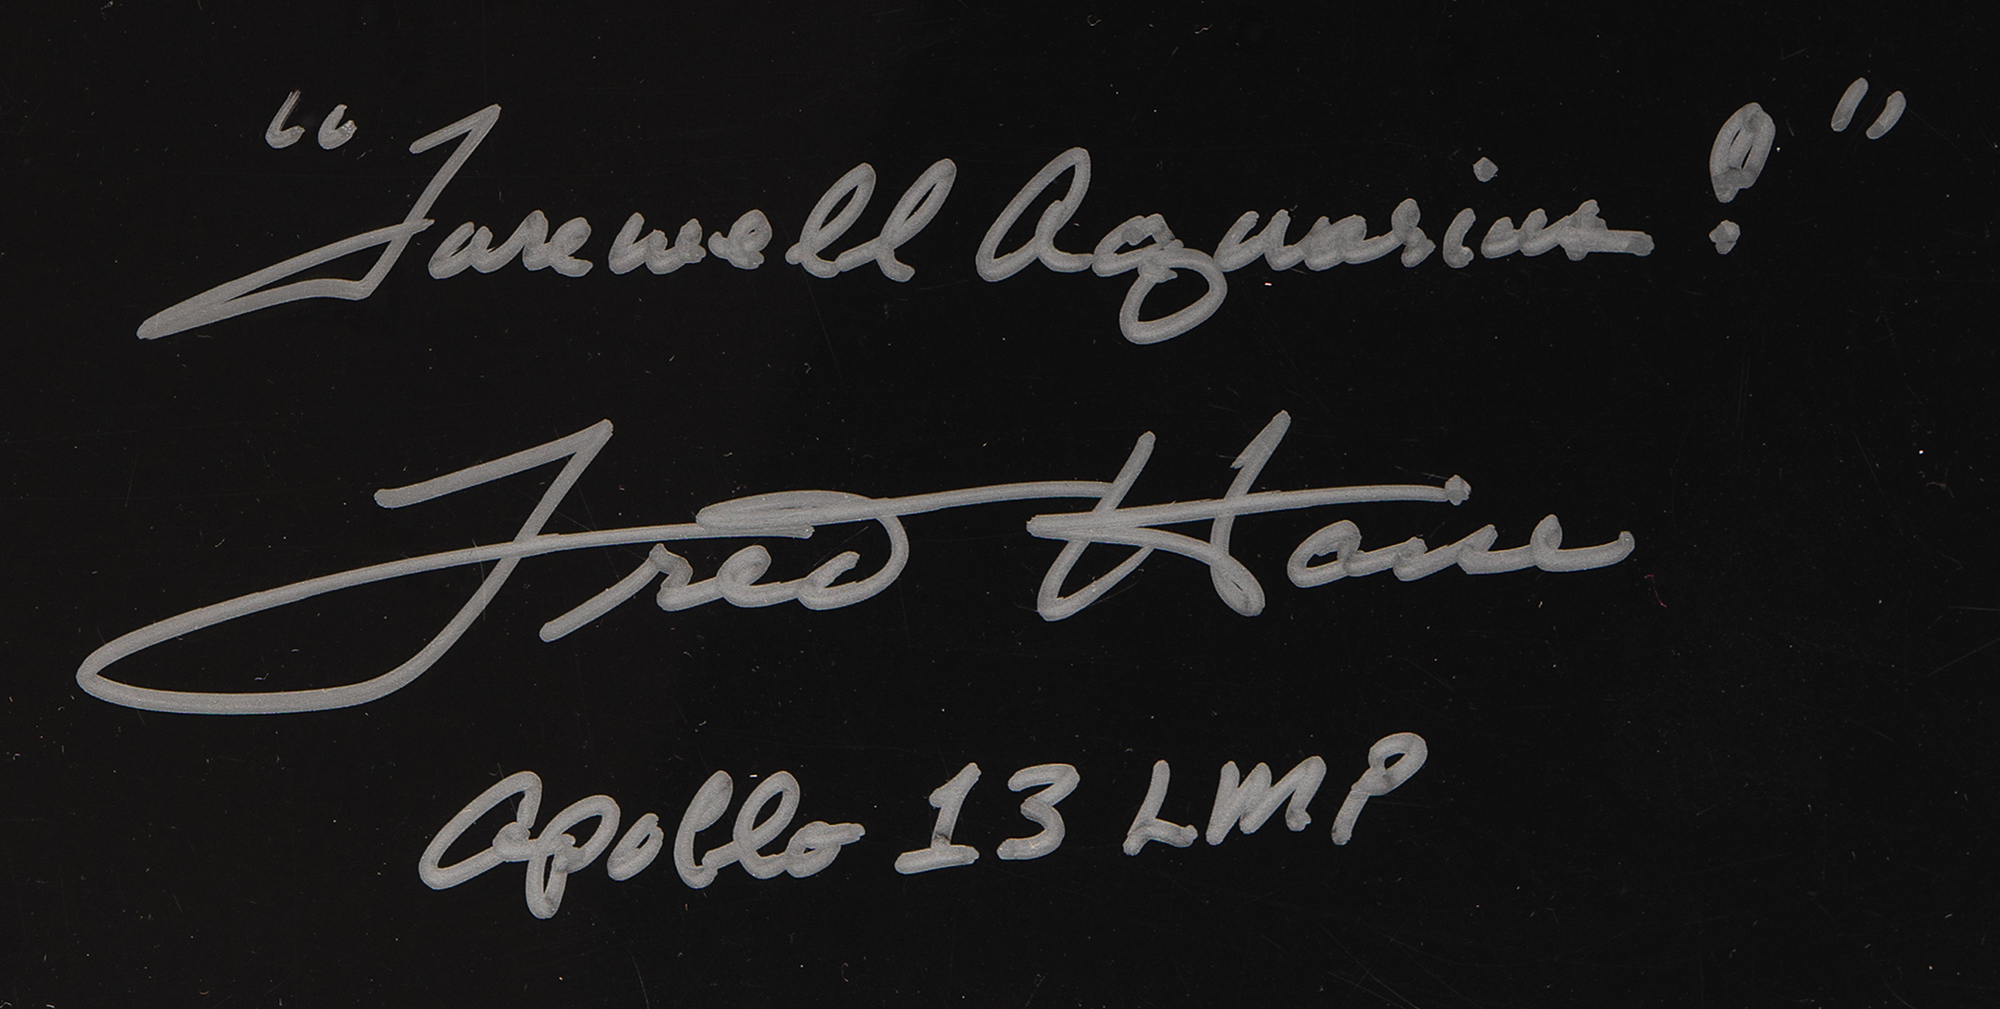 "Farewell Aquarius!"
Fred Haise
Apollo 13 LMP